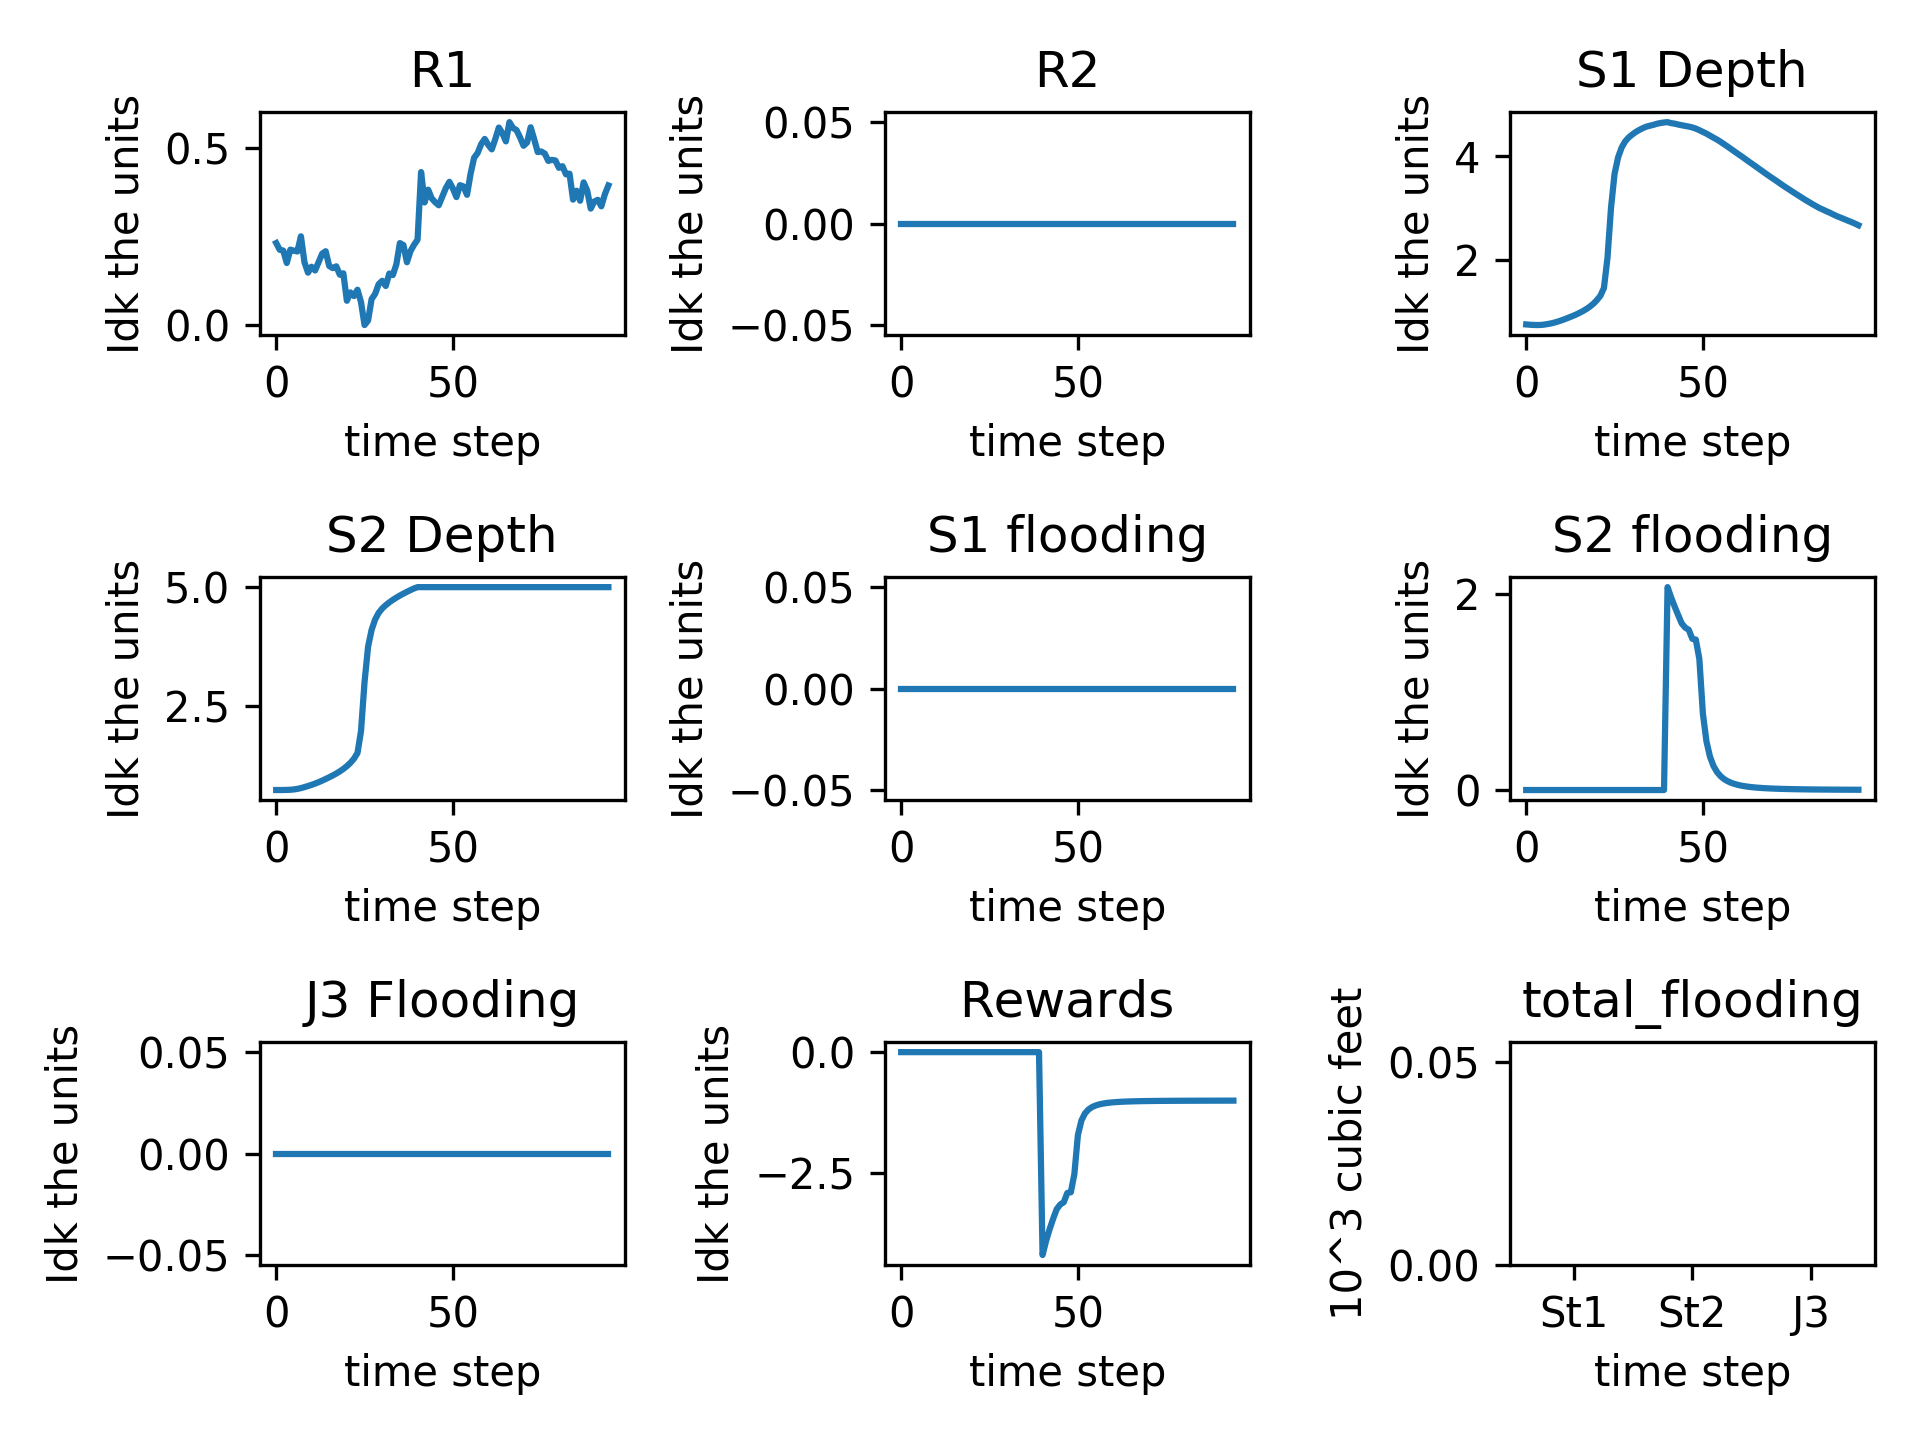 R1
Idk the units
0.5
0.0
0 50
time step
R2
Idk the units
0.05
0.00
−0.05
0 50
time step
S1 Depth
Idk the units
4
2
0 50
time step
S2 Depth
Idk the units
5.0
2.5
0 50
time step
S1 flooding
Idk the units
0.05
0.00
−0.05
0 50
time step
S2 flooding
Idk the units
2
0
0 50
time step
J3 Flooding
Idk the units
0.05
0.00
−0.05
0 50
time step
Rewards
Idk the units
0.0
−2.5
0 50
time step
total_flooding
10^3 cubic feet
0.05
0.00
St1 St2 J3
time step